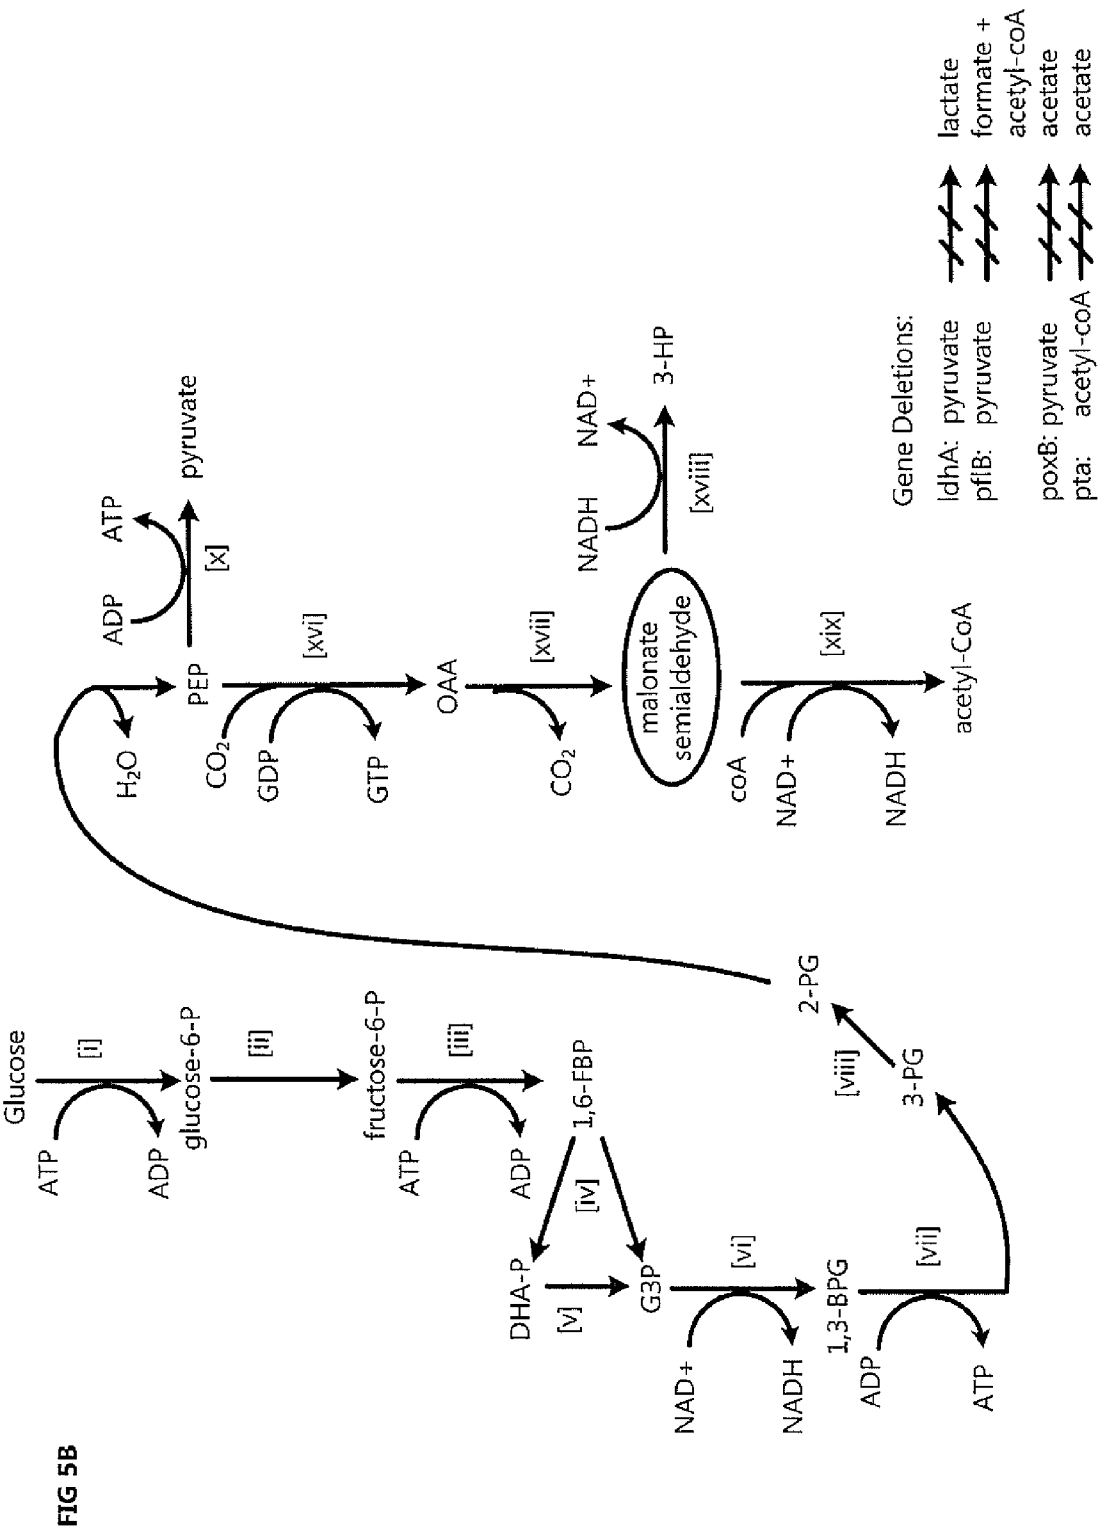 FIG 5B
Glucose
[i]
ATP
ADP
glucose-6-P
[ii]
fructose-6-P
[iii]
ATP
ADP
1,6-FBP
[iv]
DHA-P
[v]
G3P
[vi]
NAD+
NADH
1,3-BPG
[vii]
ADP
ATP
3-PG
[viii]
2-PG
H₂O
PEP
ADP
ATP
[x]
pyruvate
CO₂
GDP
GTP
[xvi]
OAA
[xvii]
CO₂
malonate
semialdehyde
NADH
NAD+
[xviii]
3-HP
coA
NAD+
NADH
[xix]
acetyl-CoA
Gene Deletions:
ldhA: pyruvate lactate
pflB: pyruvate formate +
acetyl-coA
poxB: pyruvate acetate
pta: acetyl-coA acetate